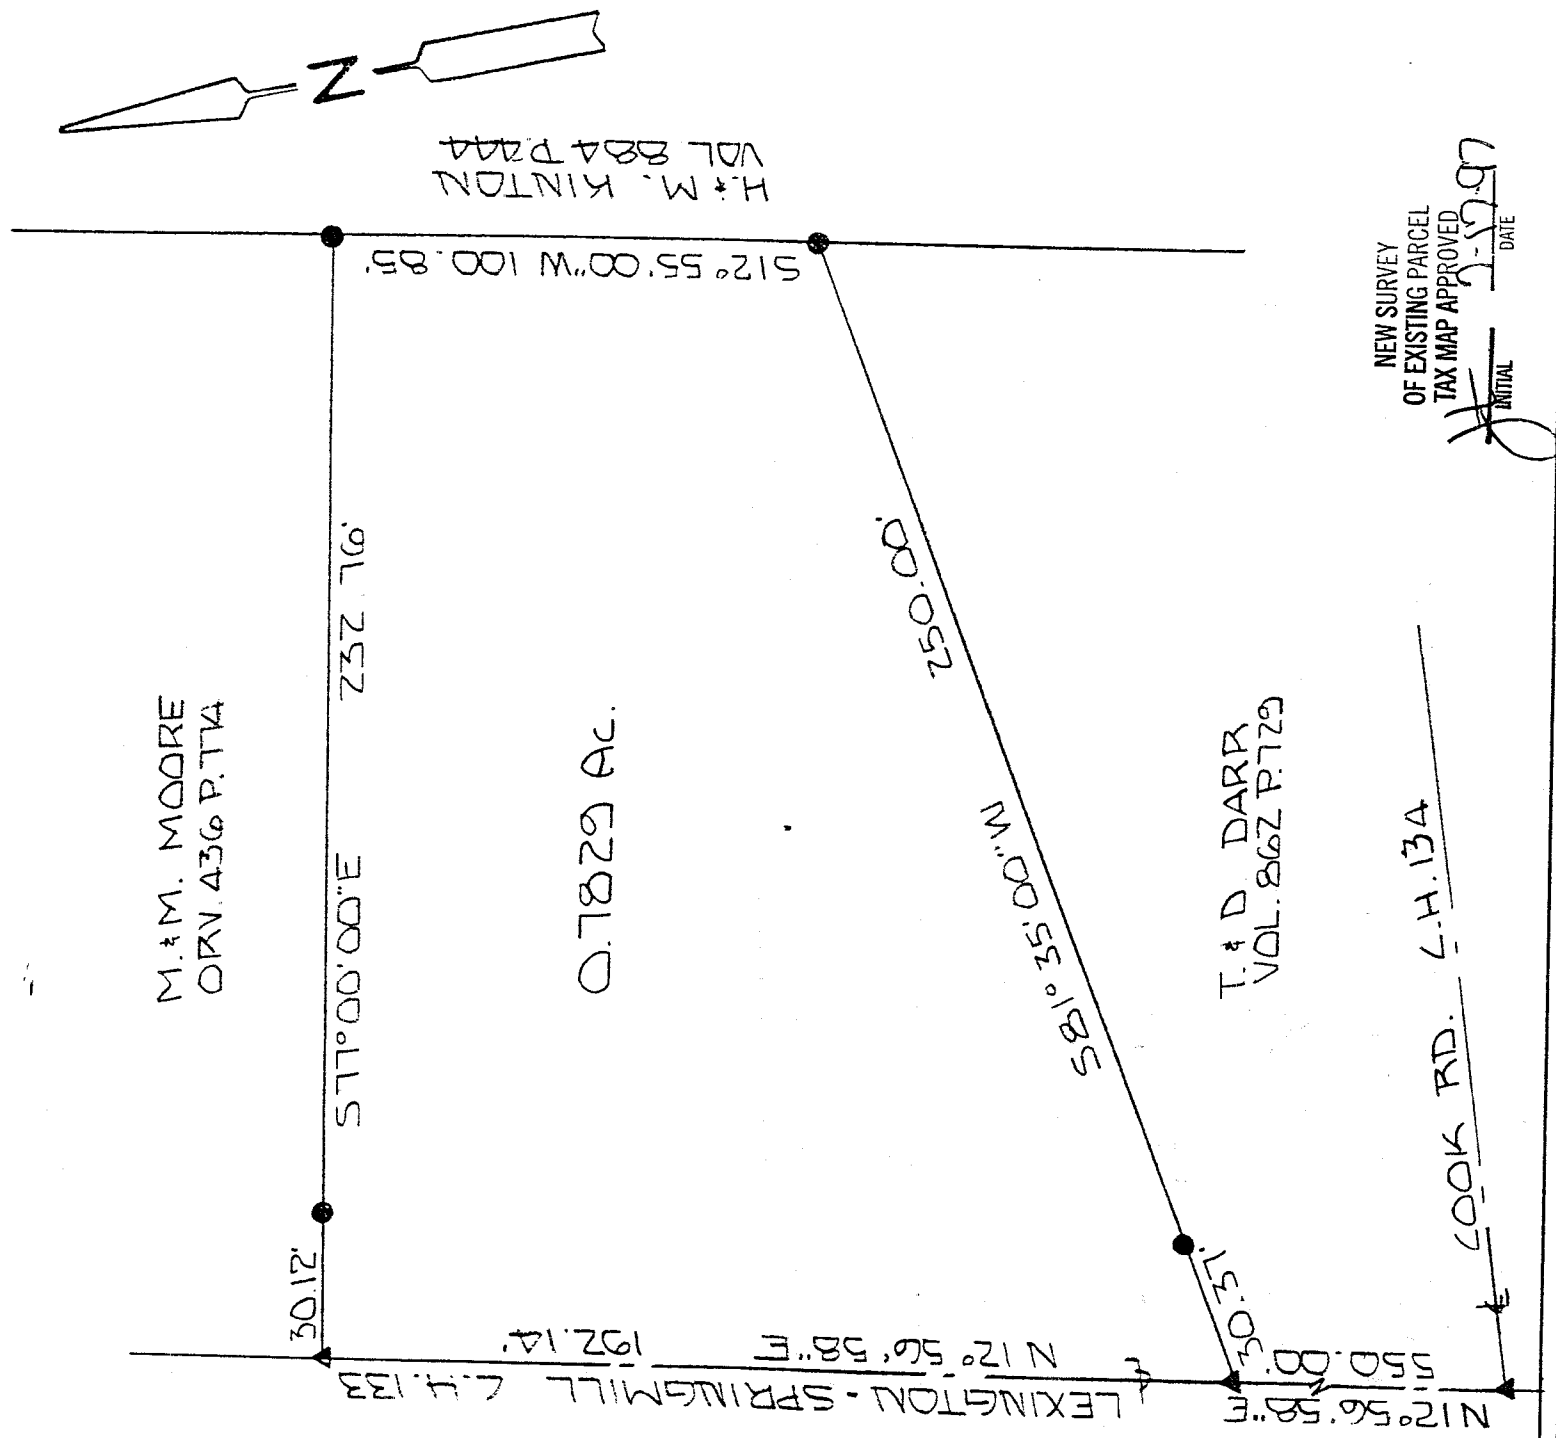 N
H. & M. KINTON
VOL 884 P.444
S12° 55' 00" W 100.85'
M. & M. MOORE
ORV. 436 P. 774
S 77° 00' 00" E
232.76'
30.12'
0.7829 AC.
250.00'
S 81° 35' 00" W
30.37'
T. & D. DARR
VOL. 862 P. 729
N 12° 56' 58" E
192.14'
LEXINGTON - SPRINGMILL C.H. 133
N12° 56' 58" E
550.00'
COOK RD. C.H. 134
NEW SURVEY
OF EXISTING PARCEL
TAX MAP APPROVED
INITIAL
DATE